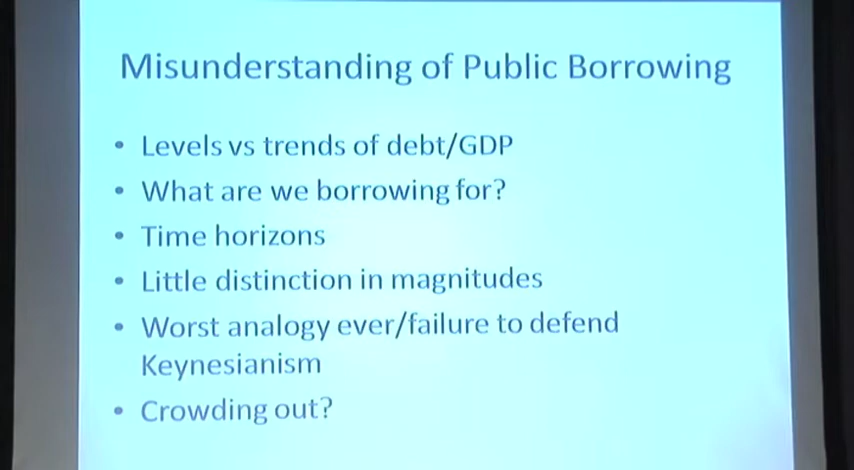 Misunderstanding of Public Borrowing
• Levels vs trends of debt/GDP
• What are we borrowing for?
• Time horizons
• Little distinction in magnitudes
• Worst analogy ever/failure to defend
Keynesianism
• Crowding out?